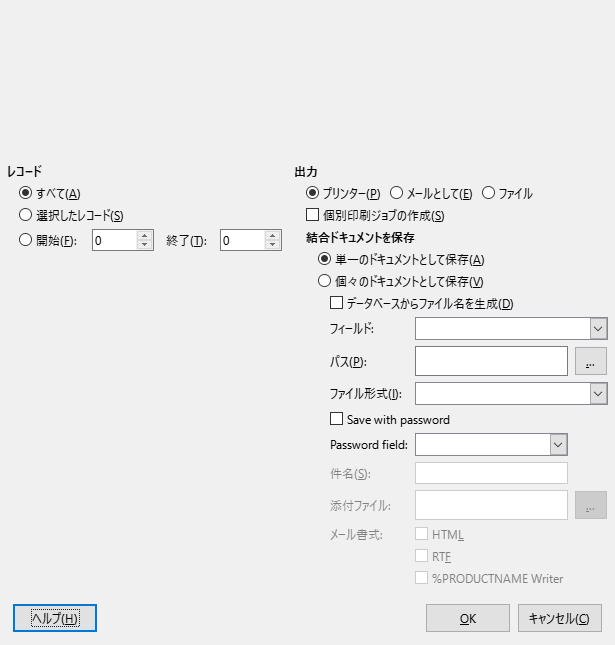 レコード
すべて(A)
選択したレコード(S)
開始(F): 0 終了(T): 0
出力
プリンター(P) メールとして(E) ファイル
個別印刷ジョブの作成(S)
結合ドキュメントを保存
単一のドキュメントとして保存(A)
個々のドキュメントとして保存(V)
データベースからファイル名を生成(D)
フィールド:
パス(P): ...
ファイル形式(I):
Save with password
Password field:
件名(S):
添付ファイル: ...
メール書式: HTML
RTF
%PRODUCTNAME Writer
ヘルプ(H) OK キャンセル(C)